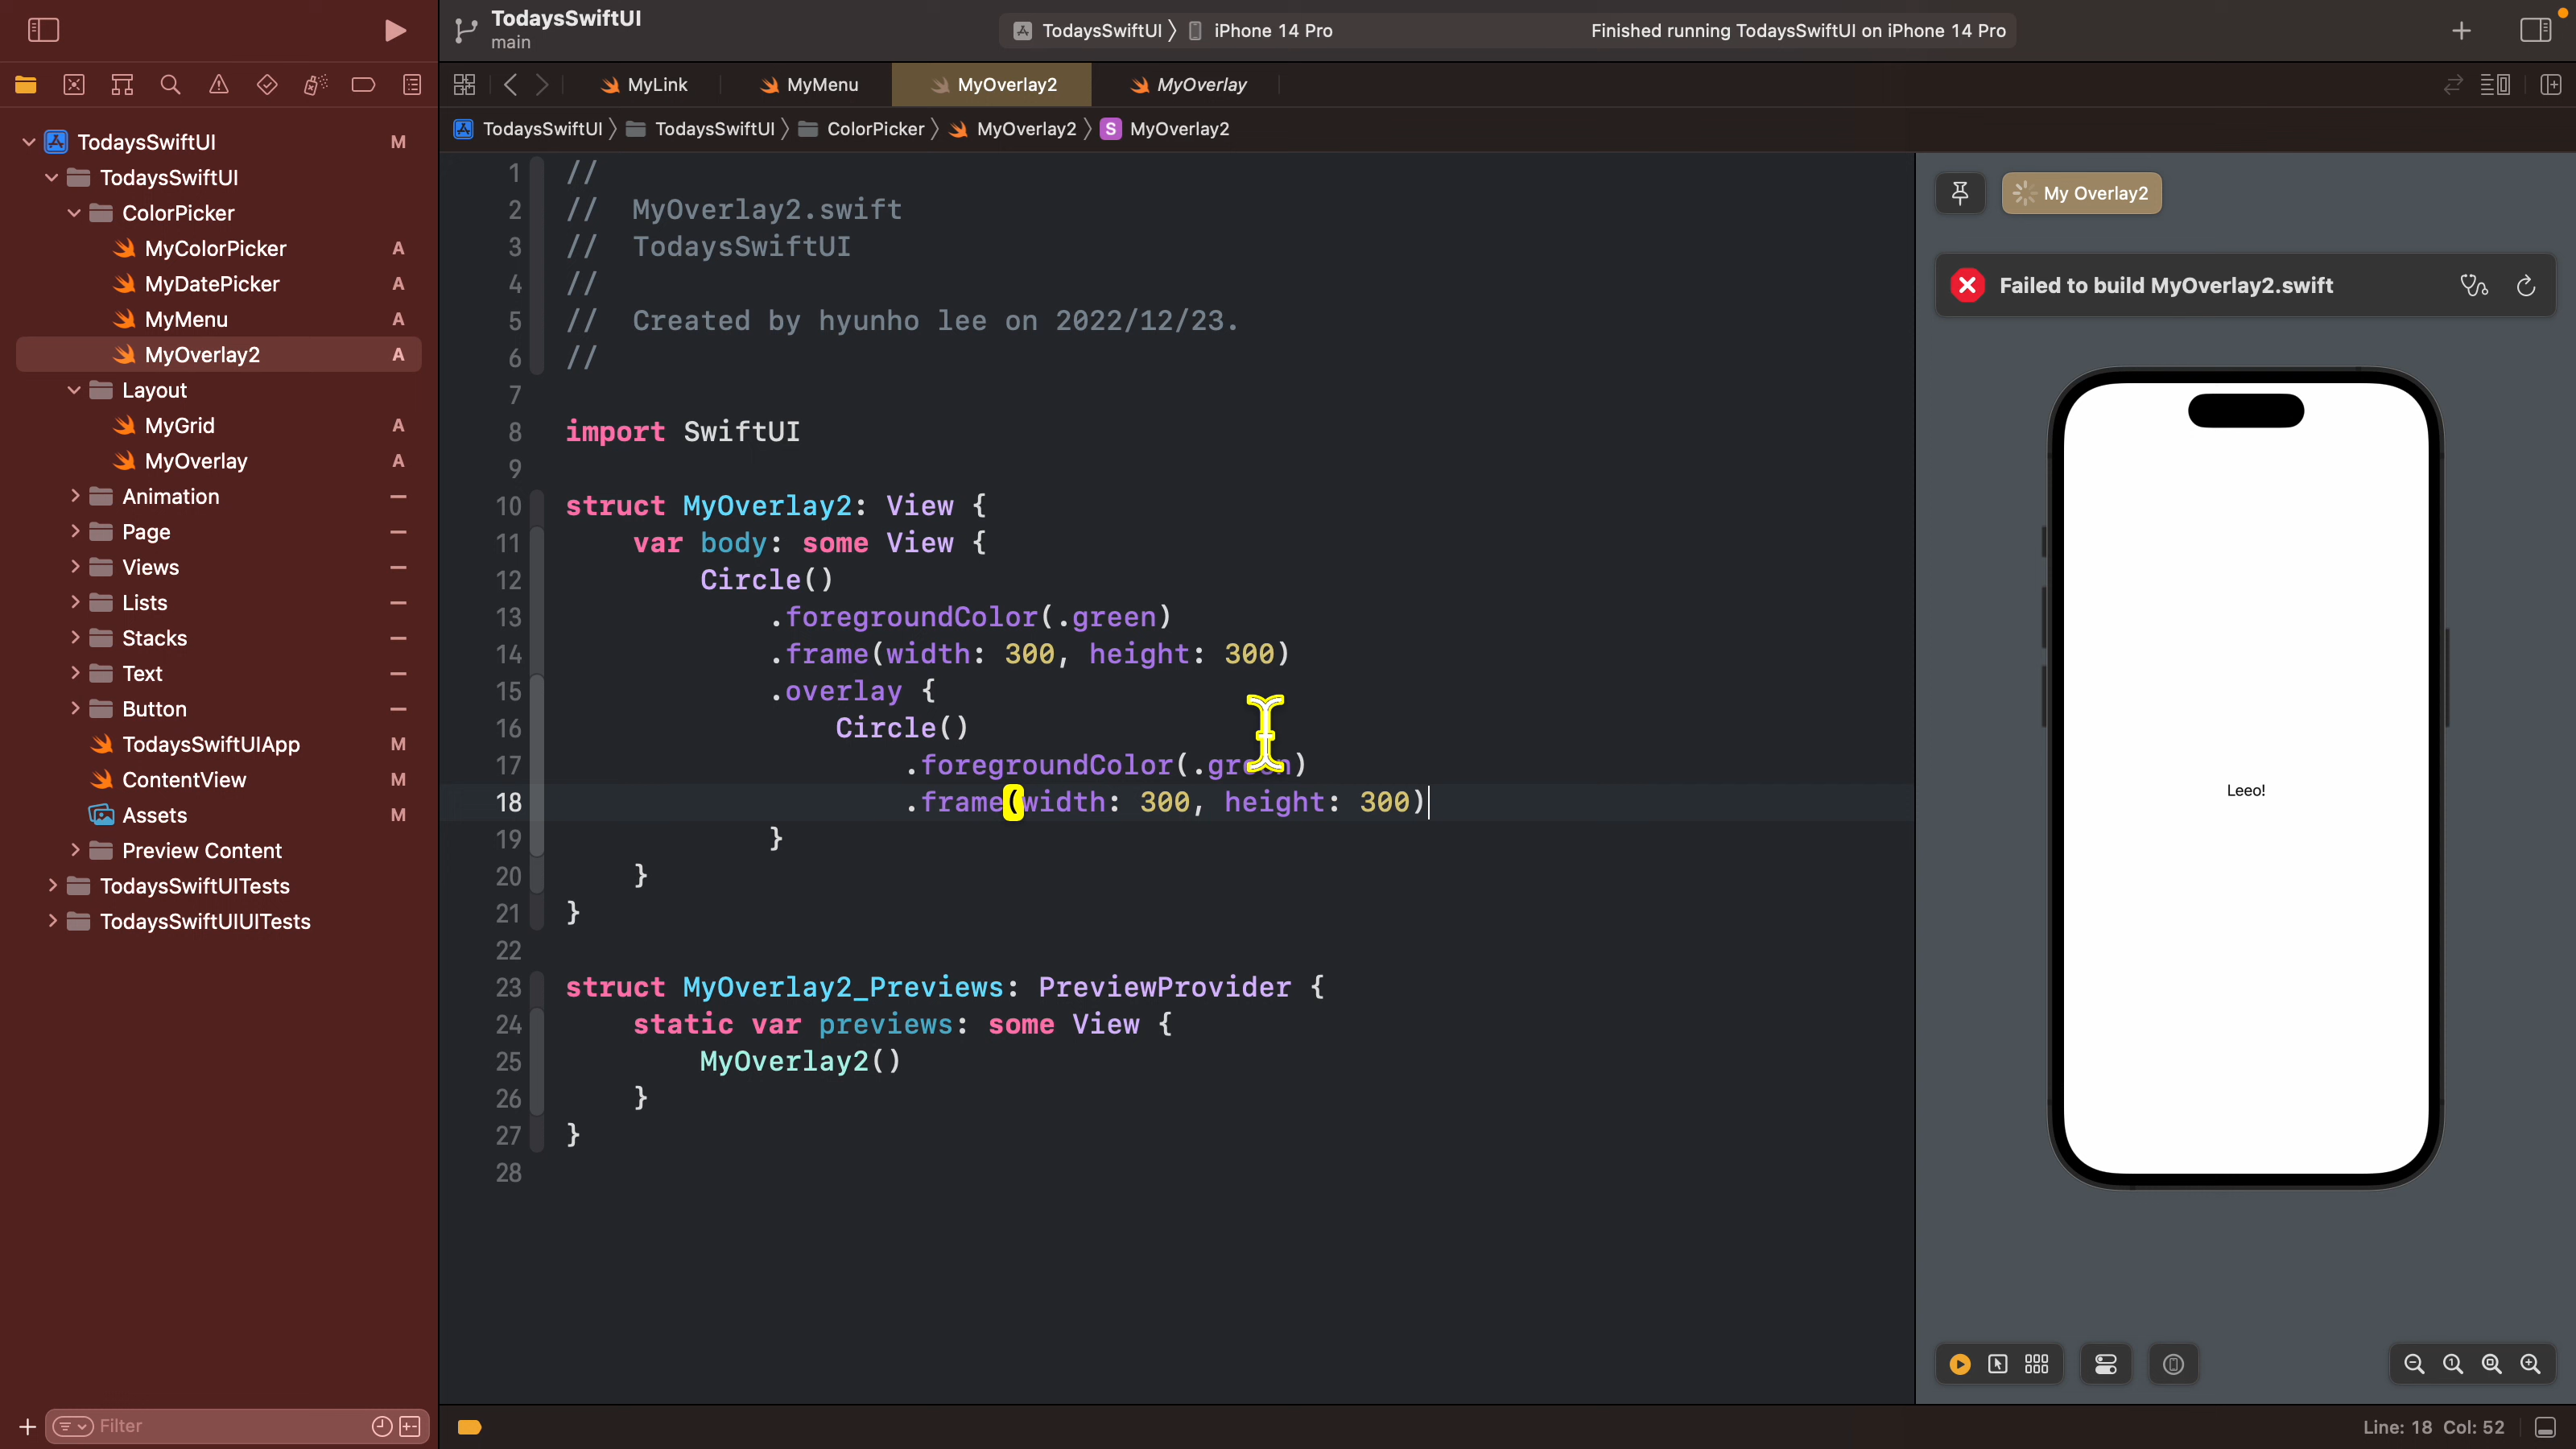 TodaysSwiftUI
main
TodaysSwiftUI 〉 iPhone 14 Pro
Finished running TodaysSwiftUI on iPhone 14 Pro
MyLink
MyMenu
MyOverlay2
MyOverlay
TodaysSwiftUI 〉 TodaysSwiftUI 〉 ColorPicker 〉 MyOverlay2 〉 S MyOverlay2
TodaysSwiftUI M
TodaysSwiftUI
ColorPicker
MyColorPicker A
MyDatePicker A
MyMenu A
MyOverlay2 A
Layout
MyGrid A
MyOverlay A
Animation
Page
Views
Lists
Stacks
Text
Button
TodaysSwiftUIApp M
ContentView M
Assets M
Preview Content
TodaysSwiftUITests
TodaysSwiftUIUITests
Filter
1 //
2 //  MyOverlay2.swift
3 //  TodaysSwiftUI
4 //
5 //  Created by hyunho lee on 2022/12/23.
6 //
7
8 import SwiftUI
9
10 struct MyOverlay2: View {
11     var body: some View {
12         Circle()
13             .foregroundColor(.green)
14             .frame(width: 300, height: 300)
15             .overlay {
16                 Circle()
17                     .foregroundColor(.green)
18                     .frame(width: 300, height: 300)
19             }
20     }
21 }
22
23 struct MyOverlay2_Previews: PreviewProvider {
24     static var previews: some View {
25         MyOverlay2()
26     }
27 }
28
My Overlay2
Failed to build MyOverlay2.swift
Leeo!
Line: 18 Col: 52